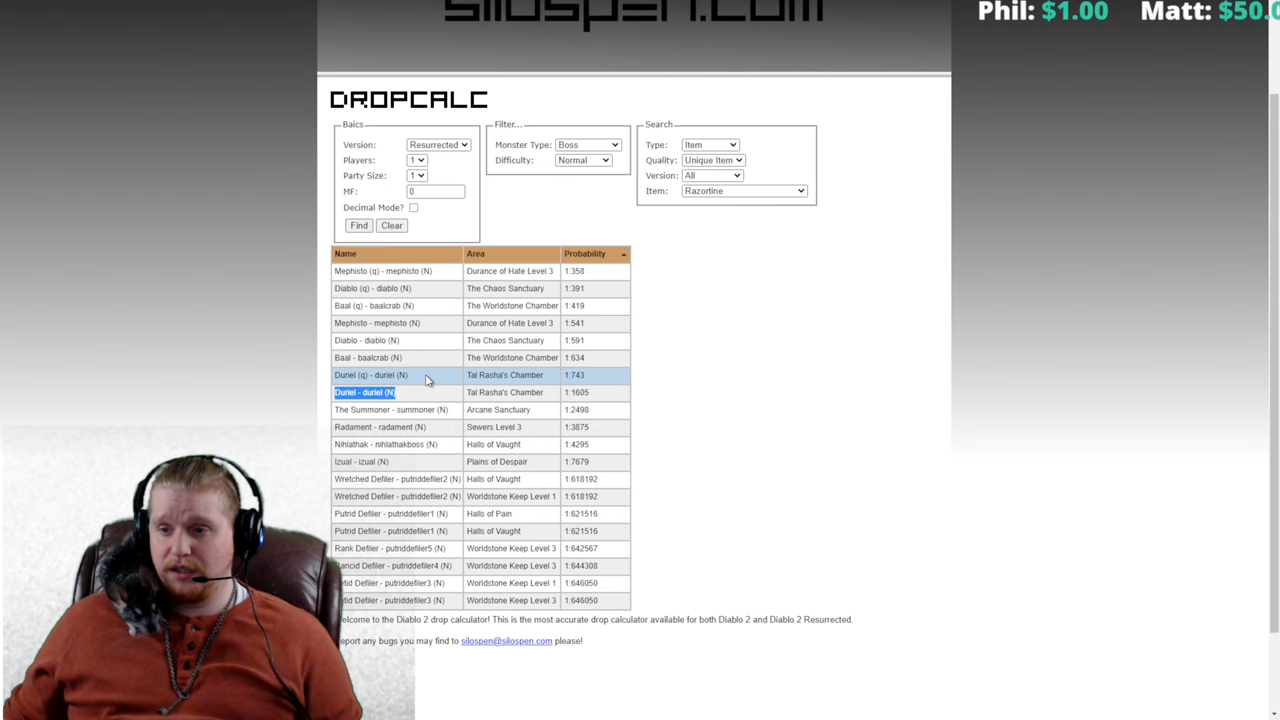 silospen.com
Phil: $1.00 Matt: $50.0
DROPCALC
Baics
Version: Resurrected
Players: 1
Party Size: 1
MF: 0
Decimal Mode?
Find Clear
Filter...
Monster Type: Boss
Difficulty: Normal
Search
Type: Item
Quality: Unique Item
Version: All
Item: Razortine
Name Area Probability
Mephisto (q) - mephisto (N) Durance of Hate Level 3 1:358
Diablo (q) - diablo (N) The Chaos Sanctuary 1:391
Baal (q) - baalcrab (N) The Worldstone Chamber 1:419
Mephisto - mephisto (N) Durance of Hate Level 3 1:541
Diablo - diablo (N) The Chaos Sanctuary 1:591
Baal - baalcrab (N) The Worldstone Chamber 1:634
Duriel (q) - duriel (N) Tal Rasha's Chamber 1:743
Duriel - duriel (N) Tal Rasha's Chamber 1:1605
The Summoner - summoner (N) Arcane Sanctuary 1:2498
Radament - radament (N) Sewers Level 3 1:3875
Nihlathak - nihlathakboss (N) Halls of Vaught 1:4295
Izual - izual (N) Plains of Despair 1:7679
Wretched Defiler - putriddefiler2 (N) Halls of Vaught 1:618192
Wretched Defiler - putriddefiler2 (N) Worldstone Keep Level 1 1:618192
Putrid Defiler - putriddefiler1 (N) Halls of Pain 1:621516
Putrid Defiler - putriddefiler1 (N) Halls of Vaught 1:621516
Rank Defiler - putriddefiler5 (N) Worldstone Keep Level 3 1:642567
ancid Defiler - putriddefiler4 (N) Worldstone Keep Level 3 1:644308
etid Defiler - putriddefiler3 (N) Worldstone Keep Level 1 1:646050
etid Defiler - putriddefiler3 (N) Worldstone Keep Level 3 1:646050
elcome to the Diablo 2 drop calculator! This is the most accurate drop calculator available for both Diablo 2 and Diablo 2 Resurrected.
eport any bugs you may find to silospen@silospen.com please!